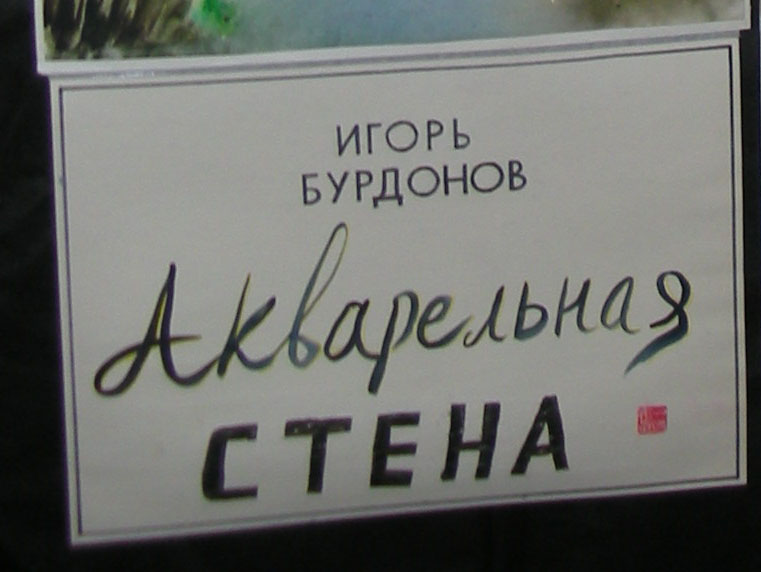 ИГОРЬ
БУРДОНОВ
Акварельная
СТЕНА